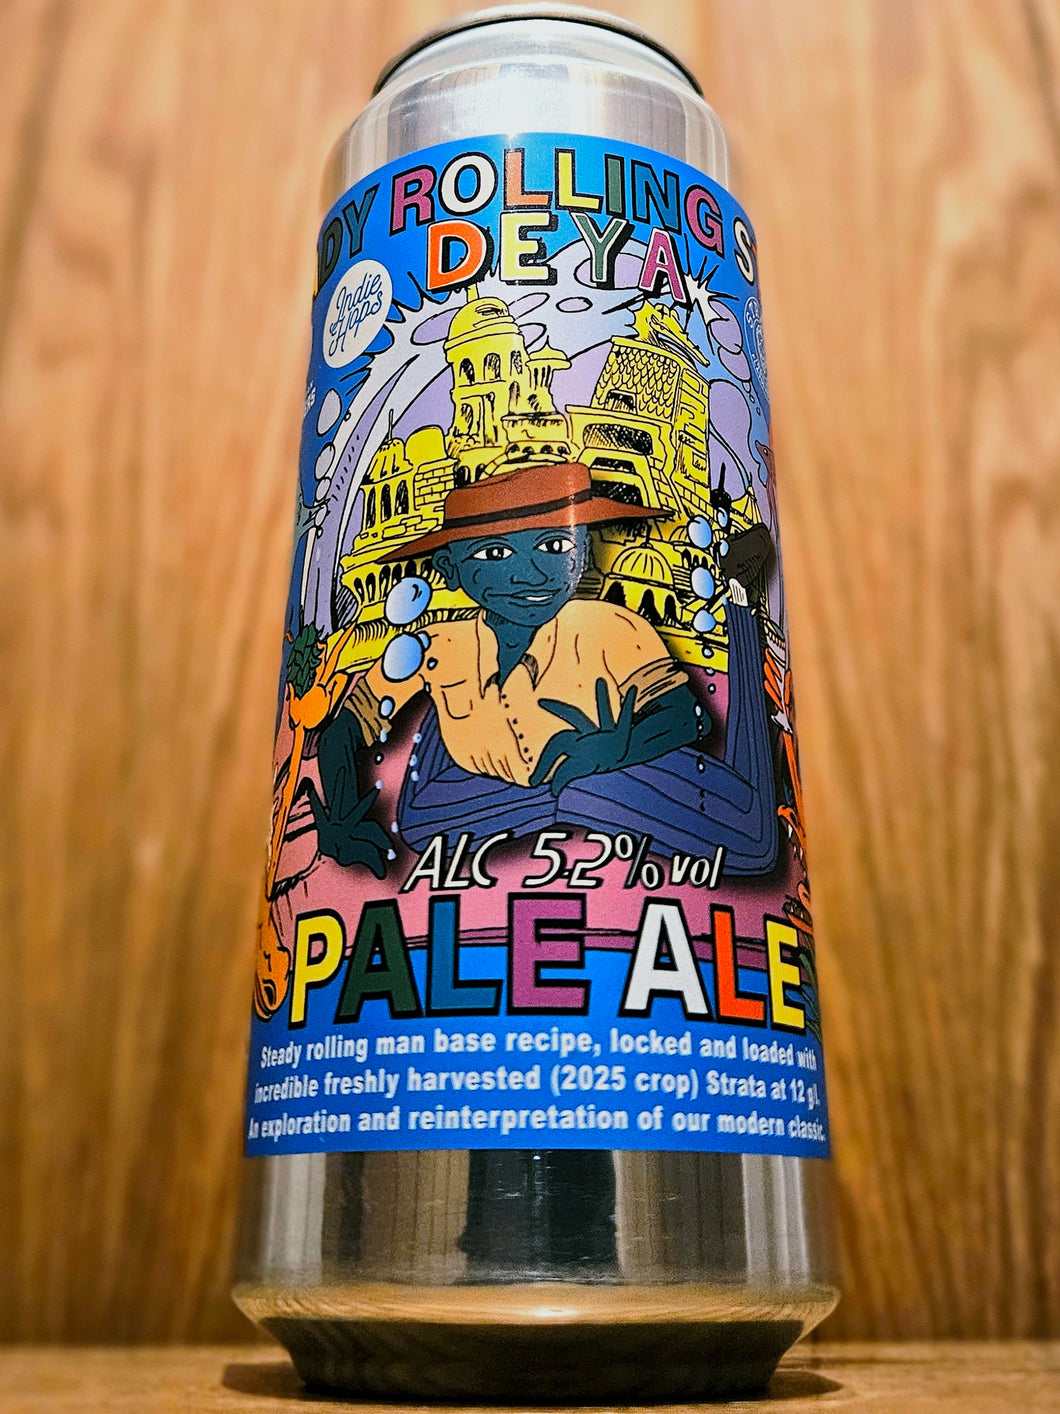 DY ROLLING S
DEYA
Indie
Hops
ALC 5.2% vol
PALE ALE
Steady rolling man base recipe, locked and loaded with
incredible freshly harvested (2025 crop) Strata at 12 g/l.
An exploration and reinterpretation of our modern classic.